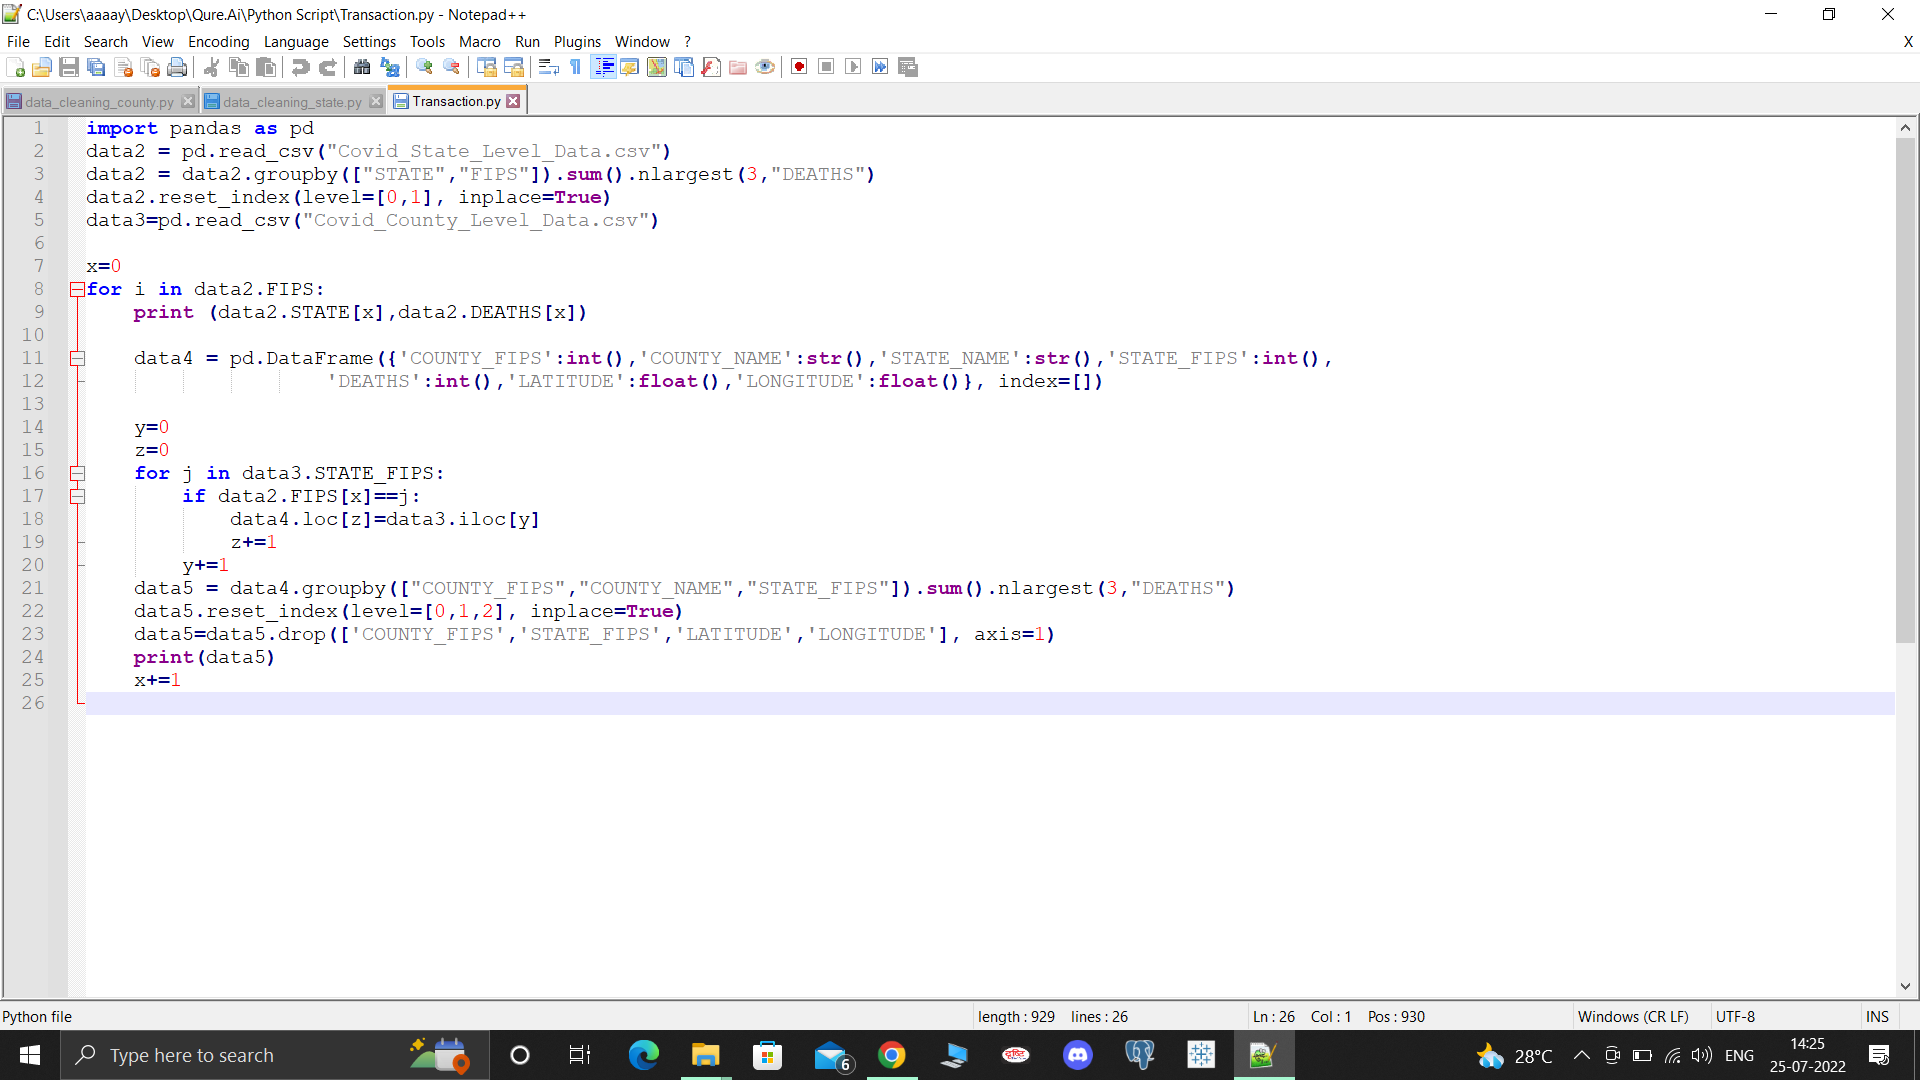 C:\Users\aaaay\Desktop\Qure.Ai\Python Script\Transaction.py - Notepad++
File Edit Search View Encoding Language Settings Tools Macro Run Plugins Window ? X
data_cleaning_county.py data_cleaning_state.py Transaction.py
1 import pandas as pd
2 data2 = pd.read_csv("Covid_State_Level_Data.csv")
3 data2 = data2.groupby(["STATE","FIPS"]).sum().nlargest(3,"DEATHS")
4 data2.reset_index(level=[0,1], inplace=True)
5 data3=pd.read_csv("Covid_County_Level_Data.csv")
6
7 x=0
8 for i in data2.FIPS:
9     print (data2.STATE[x],data2.DEATHS[x])
10
11     data4 = pd.DataFrame({'COUNTY_FIPS':int(),'COUNTY_NAME':str(),'STATE_NAME':str(),'STATE_FIPS':int(),
12                     'DEATHS':int(),'LATITUDE':float(),'LONGITUDE':float()}, index=[])
13
14     y=0
15     z=0
16     for j in data3.STATE_FIPS:
17         if data2.FIPS[x]==j:
18             data4.loc[z]=data3.iloc[y]
19             z+=1
20         y+=1
21     data5 = data4.groupby(["COUNTY_FIPS","COUNTY_NAME","STATE_FIPS"]).sum().nlargest(3,"DEATHS")
22     data5.reset_index(level=[0,1,2], inplace=True)
23     data5=data5.drop(['COUNTY_FIPS','STATE_FIPS','LATITUDE','LONGITUDE'], axis=1)
24     print(data5)
25     x+=1
26
Python file length : 929 lines : 26 Ln : 26 Col : 1 Pos : 930 Windows (CR LF) UTF-8 INS
Type here to search 6 28°C ENG 14:25
25-07-2022